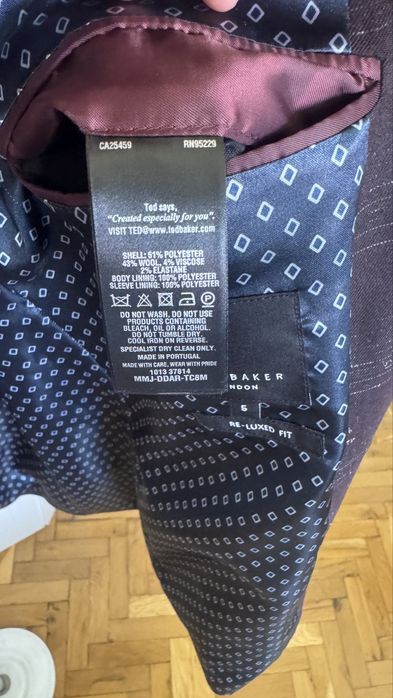 CA25459 RN95229
Ted says,
"Created especially for you".
VISIT TED@www.tedbaker.com
SHELL: 51% POLYESTER
43% WOOL, 4% VISCOSE
2% ELASTANE
BODY LINING: 100% POLYESTER
SLEEVE LINING: 100% POLYESTER
DO NOT WASH. DO NOT USE
PRODUCTS CONTAINING
BLEACH, OIL OR ALCOHOL.
DO NOT TUMBLE DRY.
COOL IRON ON REVERSE.
SPECIALIST DRY CLEAN ONLY.
MADE IN PORTUGAL
MADE WITH CARE, WORN WITH PRIDE
1013 37814
MMJ-DDAR-TC8M
BAKER
NDON
5
RE-LUXED FIT